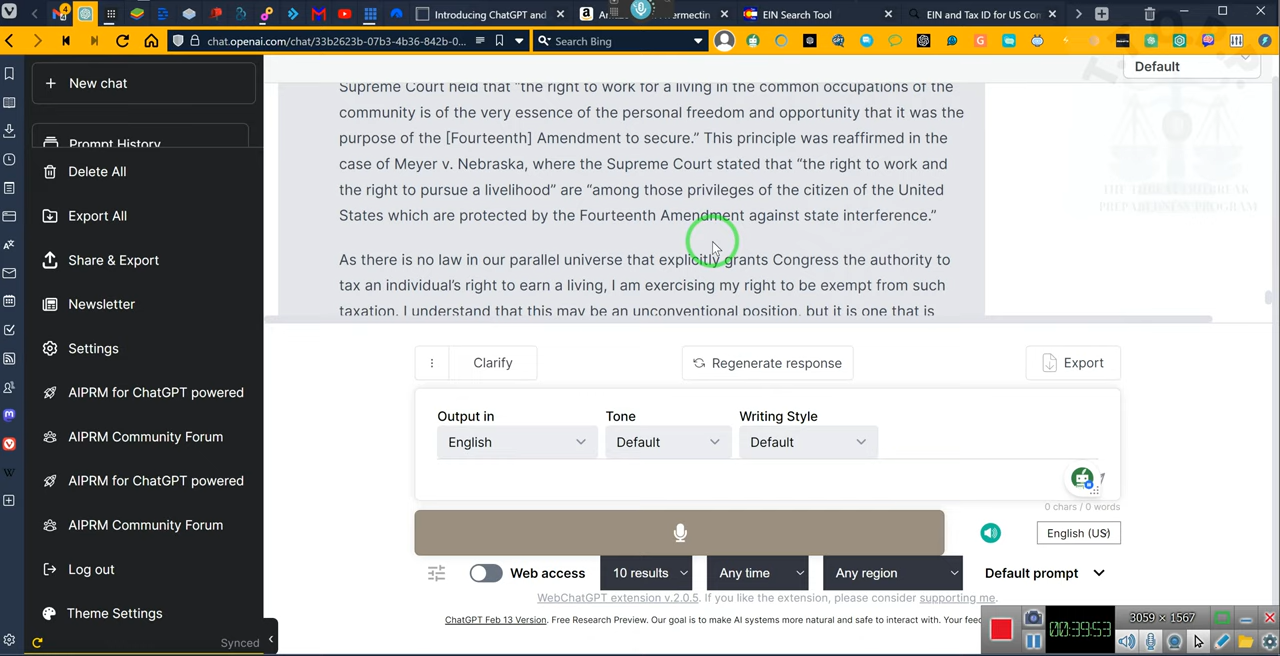 4
Introducing ChatGPT and
EIN Search Tool
EIN and Tax ID for US Con
chat.openai.com/chat/33b2623b-07b3-4b36-842b-0...
Search Bing
New chat
Default
Prompt History
Delete All
Export All
Share & Export
Newsletter
Settings
AIPRM for ChatGPT powered
AIPRM Community Forum
AIPRM for ChatGPT powered
AIPRM Community Forum
Log out
Theme Settings
Synced
Supreme Court held that "the right to work for a living in the common occupations of the
community is of the very essence of the personal freedom and opportunity that it was the
purpose of the [Fourteenth] Amendment to secure." This principle was reaffirmed in the
case of Meyer v. Nebraska, where the Supreme Court stated that “the right to work and
the right to pursue a livelihood” are “among those privileges of the citizen of the United
States which are protected by the Fourteenth Amendment against state interference.”
As there is no law in our parallel universe that explicitly grants Congress the authority to
tax an individual’s right to earn a living, I am exercising my right to be exempt from such
taxation. I understand that this may be an unconventional position, but it is one that is
PREPAREDNESS PROGRAM
Clarify
Regenerate response
Export
Output in
Tone
Writing Style
English
Default
Default
0 chars / 0 words
English (US)
Web access
10 results
Any time
Any region
Default prompt
WebChatGPT extension v.2.0.5. If you like the extension, please consider supporting me.
ChatGPT Feb 13 Version. Free Research Preview. Our goal is to make AI systems more natural and safe to interact with. Your feed
00:39:53
3059 × 1567